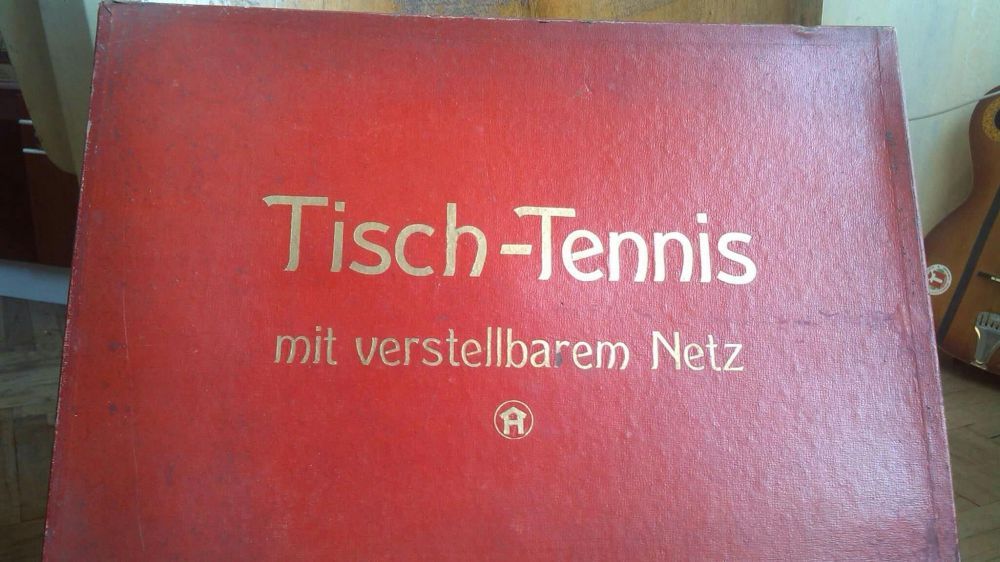 Tisch-Tennis
mit verstellbarem Netz